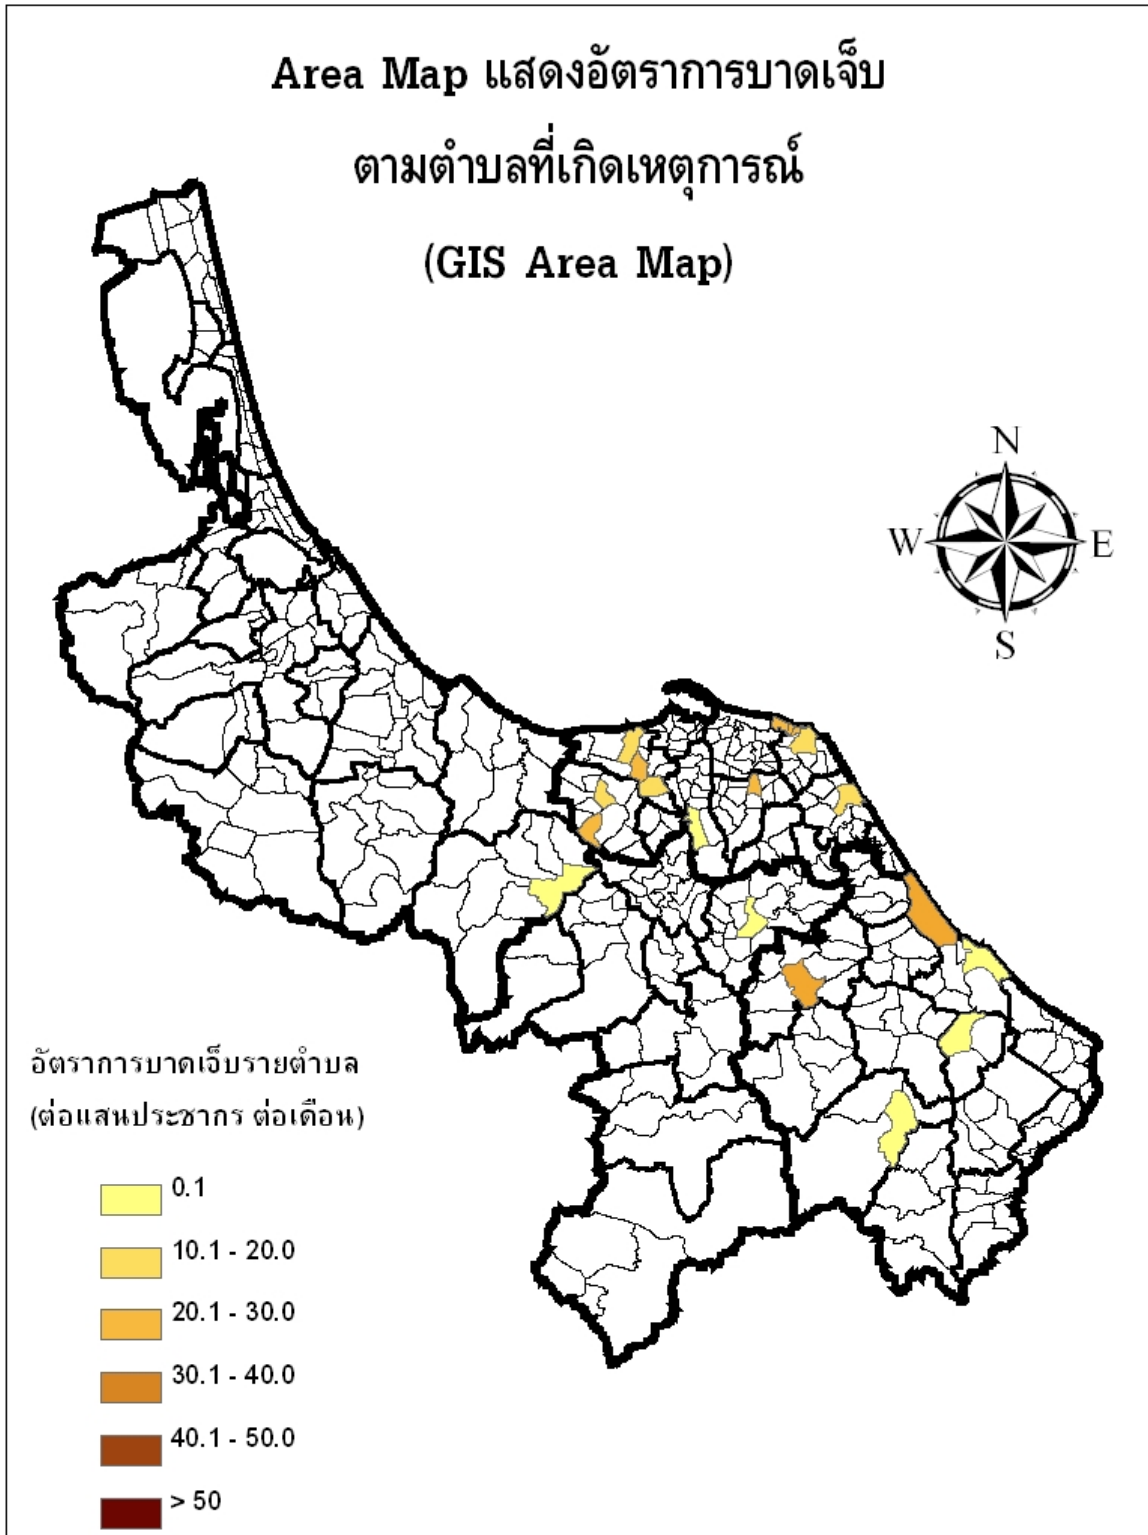 Area Map แสดงอัตราการบาดเจ็บ
ตามตำบลที่เกิดเหตุการณ์
(GIS Area Map)
N
W E
S
อัตราการบาดเจ็บรายตำบล
(ต่อแสนประชากร ต่อเดือน)
0.1
10.1 - 20.0
20.1 - 30.0
30.1 - 40.0
40.1 - 50.0
> 50